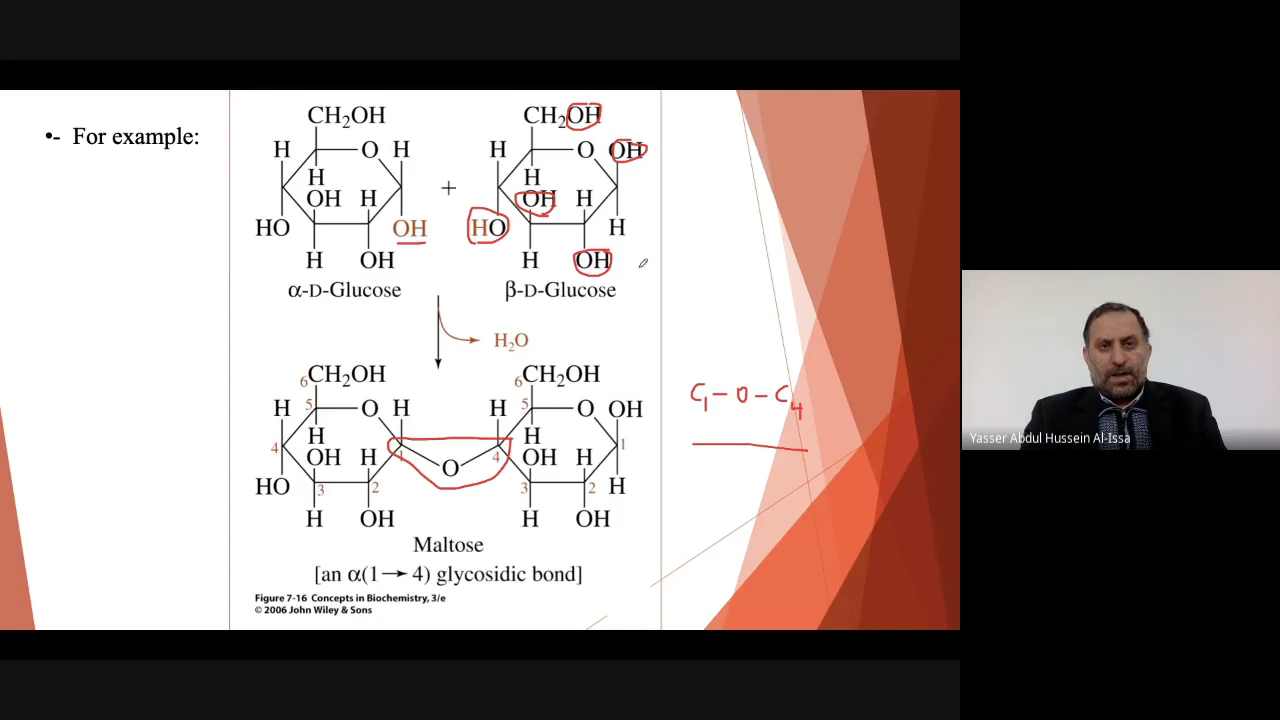 •- For example:
CH₂OH CH₂OH
H O H H O OH
H H
OH H + OH H
HO OH HO H
H OH H OH
α-D-Glucose β-D-Glucose
H₂O
6 CH₂OH 6 CH₂OH
H 5 O H H 5 O OH
C₁-O-C₄
H H
4 OH H 1 4 OH H 1
O
HO 3 2 3 2 H
H OH H OH
Maltose
[an α(1→ 4) glycosidic bond]
Figure 7-16 Concepts in Biochemistry, 3/e
© 2006 John Wiley & Sons
Yasser Abdul Hussein Al-Issa